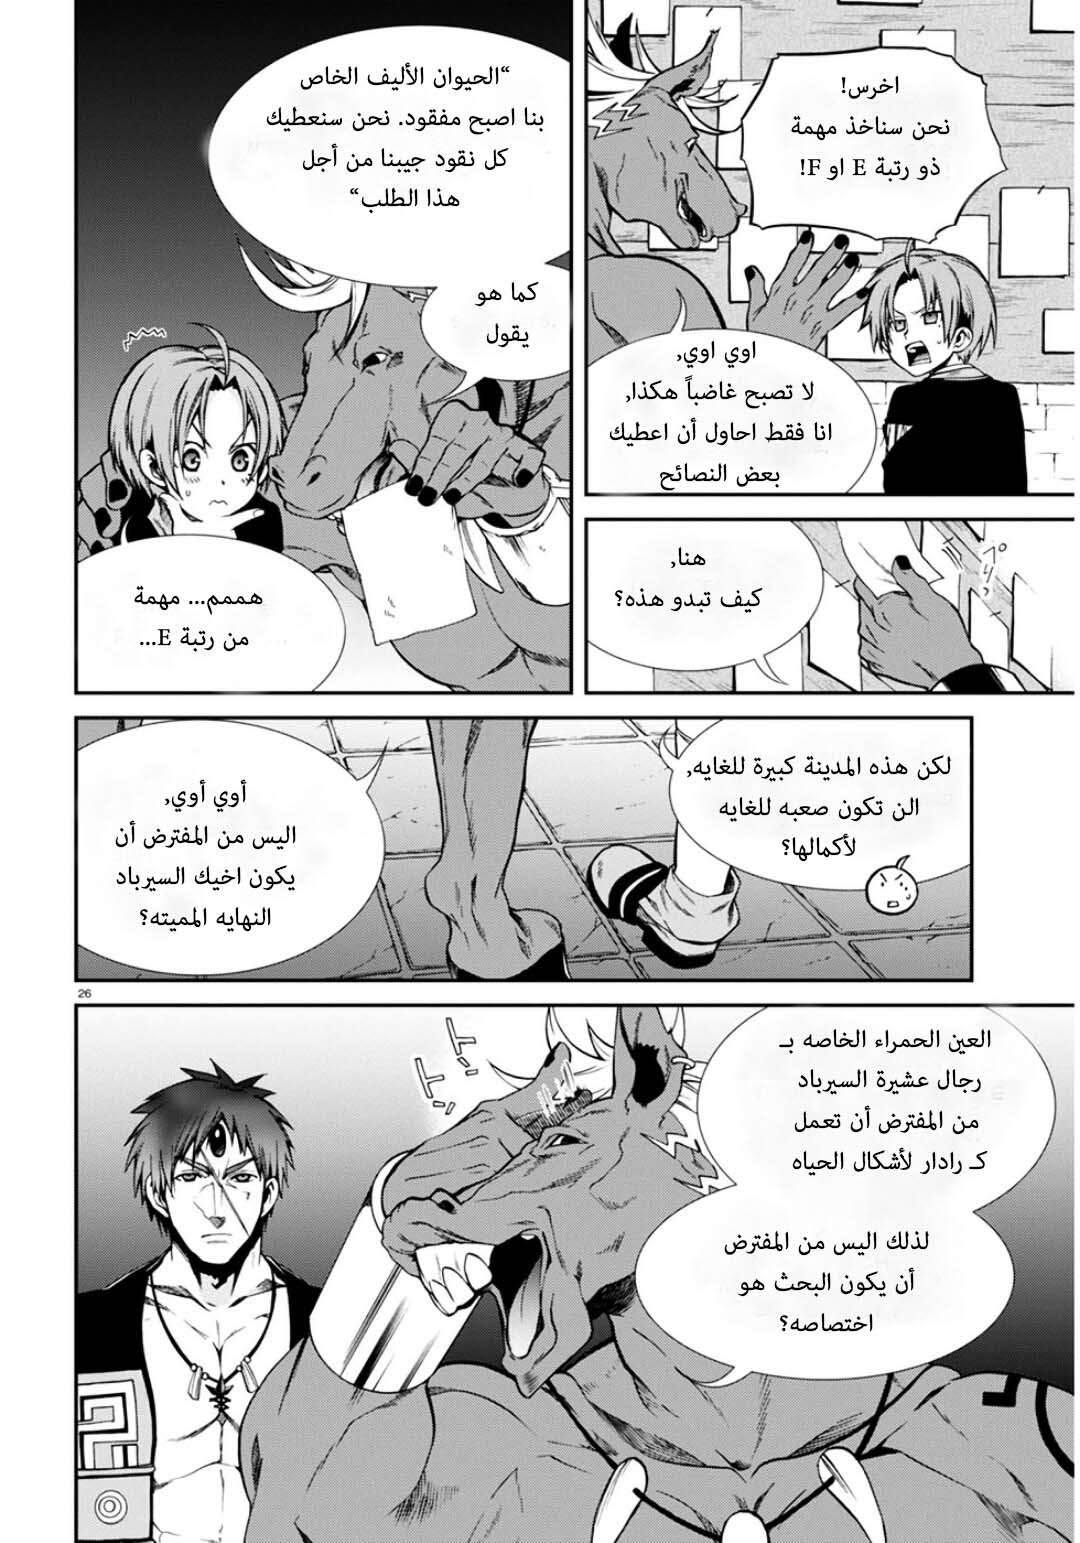 اخرس!
نحن سناخذ مهمة
ذو رتبة E او F!
اوي اوي,
لا تصبح غاضباً هكذا,
انا فقط احاول أن اعطيك
بعض النصائح
هنا,
كيف تبدو هذه؟
“الحيوان الأليف الخاص
بنا اصبح مفقود. نحن سنعطيك
كل نقود جيبنا من أجل
هذا الطلب“
كما هو
يقول
هممم... مهمة
من رتبة E...
لكن هذه المدينة كبيرة للغايه,
الن تكون صعبه للغايه
لأكمالها؟
أوي أوي,
اليس من المفترض أن
يكون اخيك السيرباد
النهايه المميته؟
26
العين الحمراء الخاصه بـ
رجال عشيرة السيرباد
من المفترض أن تعمل
كـ رادار لأشكال الحياه
لذلك اليس من المفترض
أن يكون البحث هو
اختصاصه؟